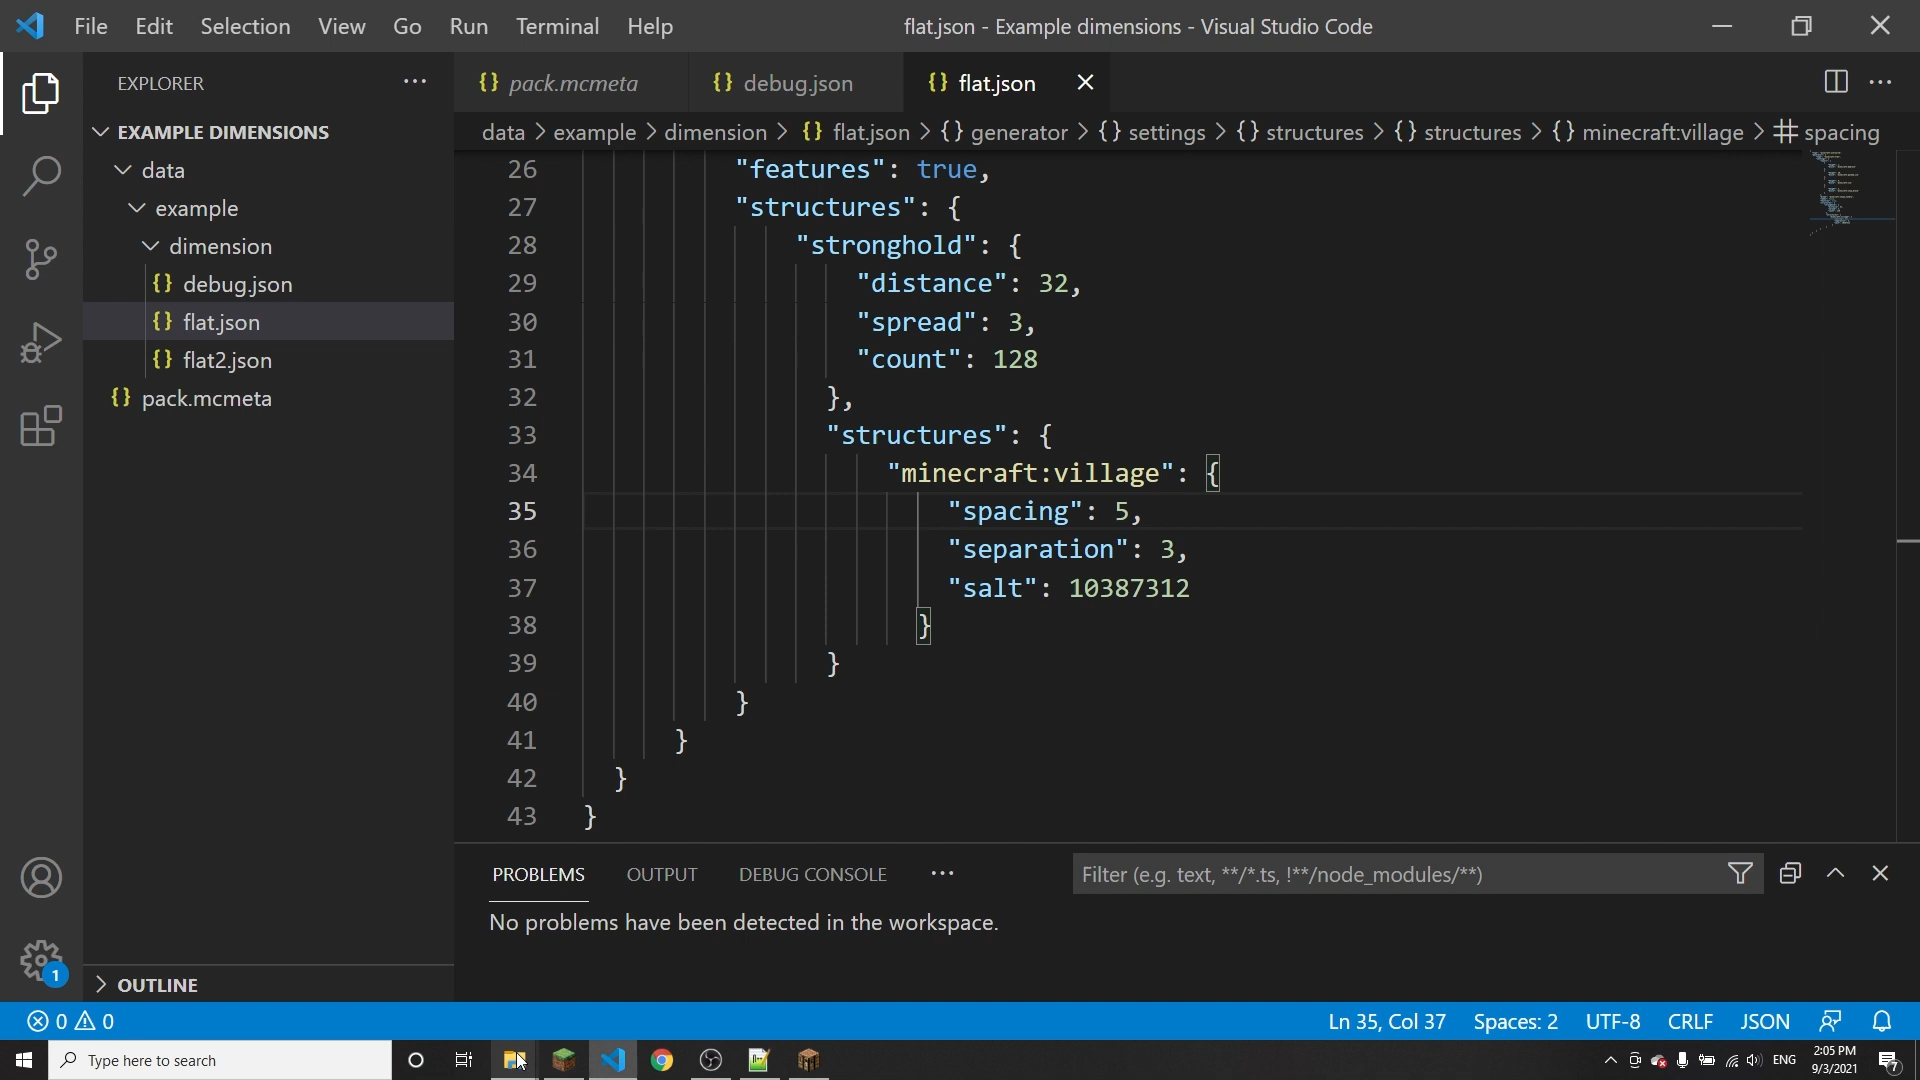 File Edit Selection View Go Run Terminal Help
flat.json - Example dimensions - Visual Studio Code
EXPLORER
EXAMPLE DIMENSIONS
data
example
dimension
{} debug.json
{} flat.json
{} flat2.json
{} pack.mcmeta
OUTLINE
{} pack.mcmeta {} debug.json {} flat.json
data > example > dimension > {} flat.json > {} generator > {} settings > {} structures > {} structures > {} minecraft:village > # spacing
26 "features": true,
27 "structures": {
28 "stronghold": {
29 "distance": 32,
30 "spread": 3,
31 "count": 128
32 },
33 "structures": {
34 "minecraft:village": {
35 "spacing": 5,
36 "separation": 3,
37 "salt": 10387312
38 }
39 }
40 }
41 }
42 }
43 }
PROBLEMS OUTPUT DEBUG CONSOLE ···
Filter (e.g. text, **/*.ts, !**/node_modules/**)
No problems have been detected in the workspace.
1
0 0
Ln 35, Col 37 Spaces: 2 UTF-8 CRLF JSON
Type here to search
ENG
2:05 PM
9/3/2021
7